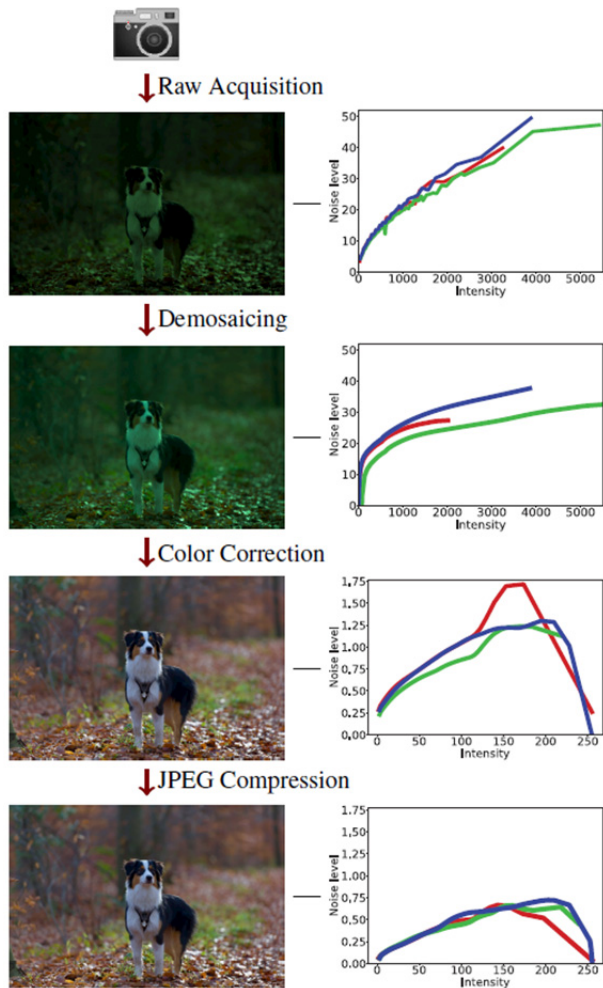 Raw Acquisition
50
40
30
20
10
0
Noise level
0 1000 2000 3000 4000 5000
Intensity
Demosaicing
50
40
30
20
10
0
Noise level
0 1000 2000 3000 4000 5000
Intensity
Color Correction
1.75
1.50
1.25
1.00
0.75
0.50
0.25
0.00
Noise level
0 50 100 150 200 250
Intensity
JPEG Compression
1.75
1.50
1.25
1.00
0.75
0.50
0.25
0.00
Noise level
0 50 100 150 200 250
Intensity